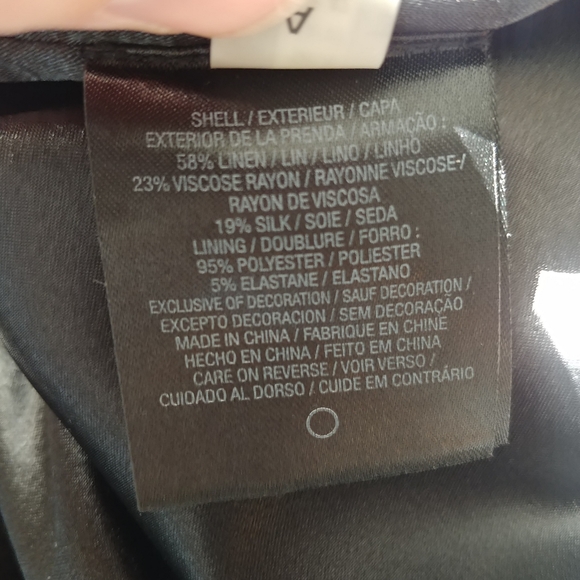 A
SHELL / EXTERIEUR / CAPA
EXTERIOR DE LA PRENDA / ARMAÇÃO :
58% LINEN / LIN / LINO / LINHO
23% VISCOSE RAYON / RAYONNE VISCOSE-/
RAYON DE VISCOSA
19% SILK / SOIE / SEDA
LINING / DOUBLURE / FORRO :
95% POLYESTER / POLIESTER
5% ELASTANE / ELASTANO
EXCLUSIVE OF DECORATION / SAUF DECORATION /
EXCEPTO DECORACION / SEM DECORAÇÃO
MADE IN CHINA / FABRIQUE EN CHINE
HECHO EN CHINA / FEITO EM CHINA
CARE ON REVERSE / VOIR VERSO /
CUIDADO AL DORSO / CUIDE EM CONTRÁRIO